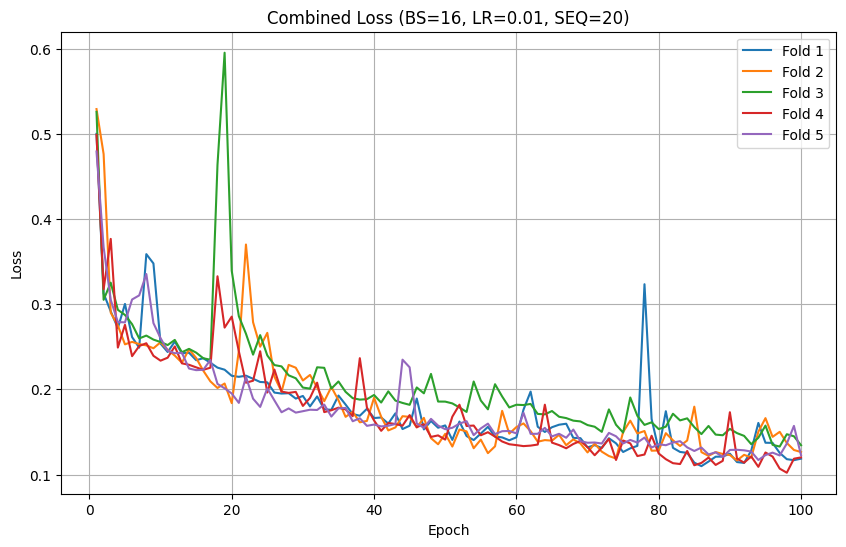 Combined Loss (BS=16, LR=0.01, SEQ=20)
Fold 1
Fold 2
Fold 3
Fold 4
Fold 5
Loss
0.6
0.5
0.4
0.3
0.2
0.1
0 20 40 60 80 100
Epoch